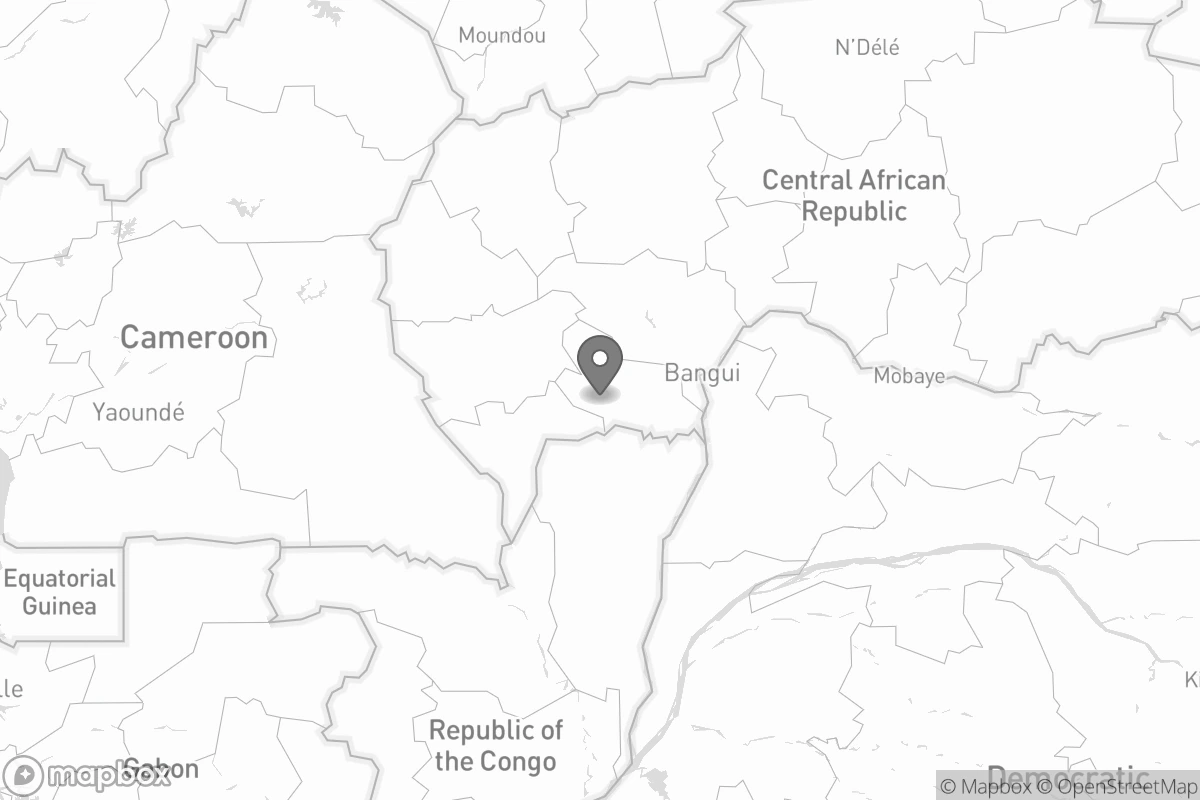 Moundou
N'Délé
Central African
Republic
Cameroon
Bangui
Mobaye
Yaoundé
Equatorial
Guinea
lle
Ki
Republic of
the Congo
Gabon
Democratic
mapbox
© Mapbox © OpenStreetMap